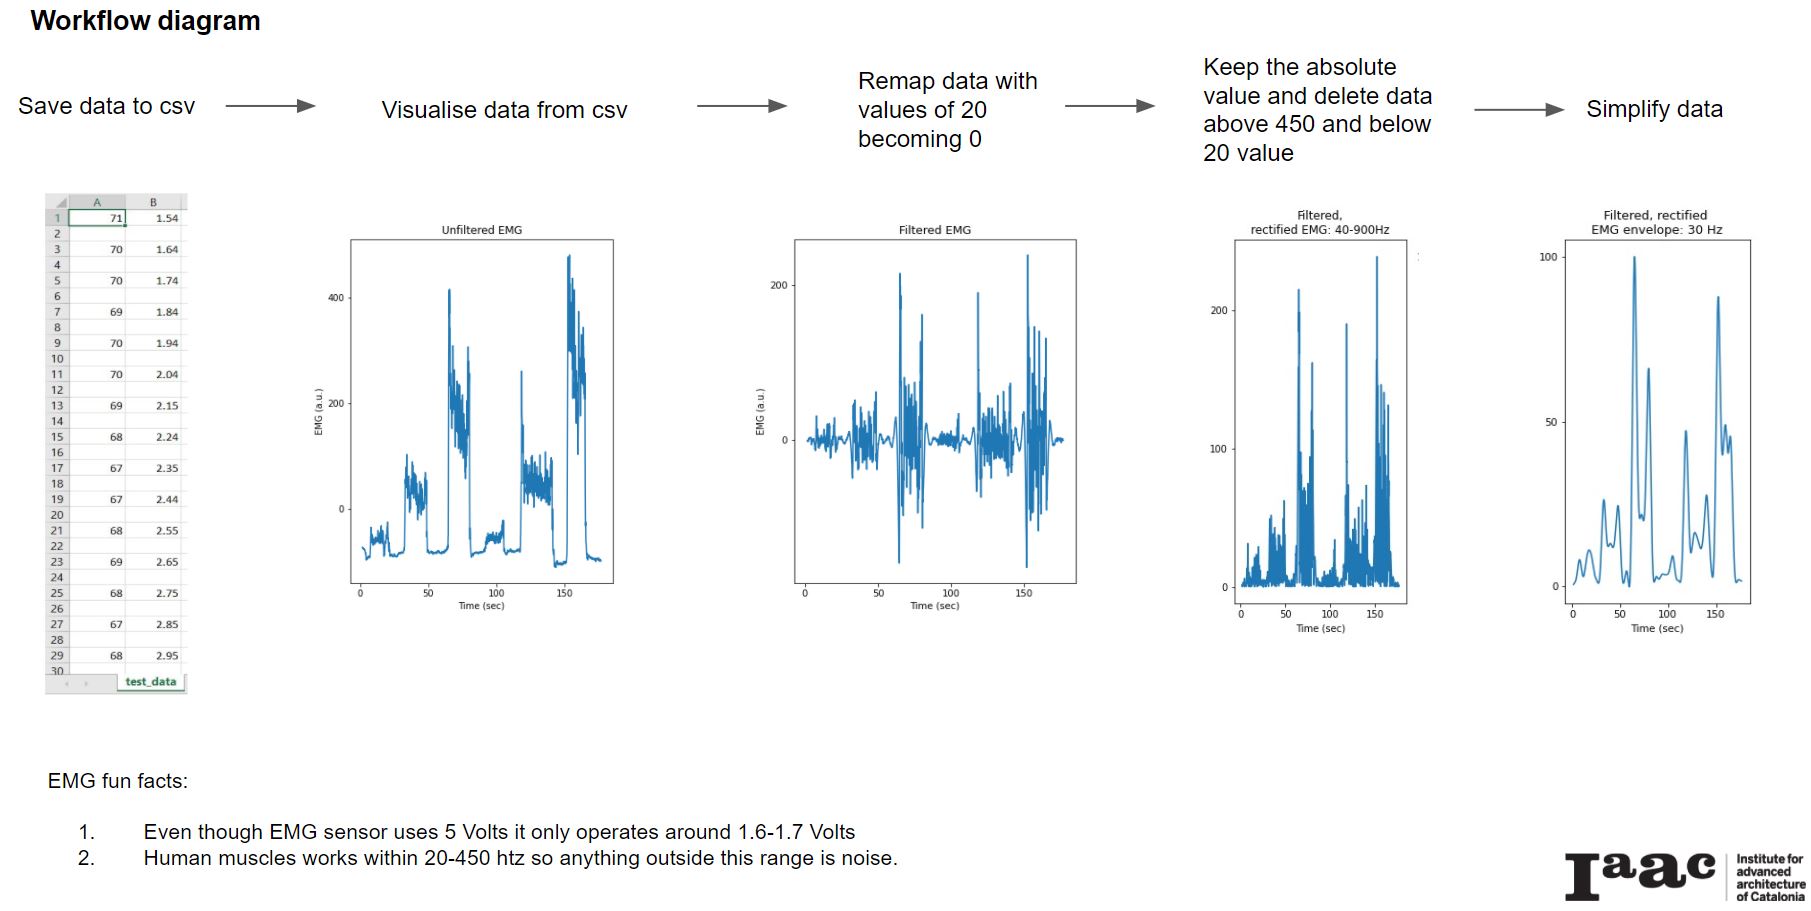 Workflow diagram
Save data to csv
Visualise data from csv
Remap data with
values of 20
becoming 0
Keep the absolute
value and delete data
above 450 and below
20 value
Simplify data
A B
1 71 1.54
2
3 70 1.64
4
5 70 1.74
6
7 69 1.84
8
9 70 1.94
10
11 70 2.04
12
13 69 2.15
14
15 68 2.24
16
17 67 2.35
18
19 67 2.44
20
21 68 2.55
22
23 69 2.65
24
25 68 2.75
26
27 67 2.85
28
29 68 2.95
30
test_data
Unfiltered EMG
EMG (a.u.)
400
200
0
0 50 100 150
Time (sec)
Filtered EMG
EMG (a.u.)
200
0
0 50 100 150
Time (sec)
Filtered,
rectified EMG: 40-900Hz
200
100
0
0 50 100 150
Time (sec)
Filtered, rectified
EMG envelope: 30 Hz
100
50
0
0 50 100 150
Time (sec)
EMG fun facts:
1. Even though EMG sensor uses 5 Volts it only operates around 1.6-1.7 Volts
2. Human muscles works within 20-450 htz so anything outside this range is noise.
Iaac
Institute for
advanced
architecture
of Catalonia